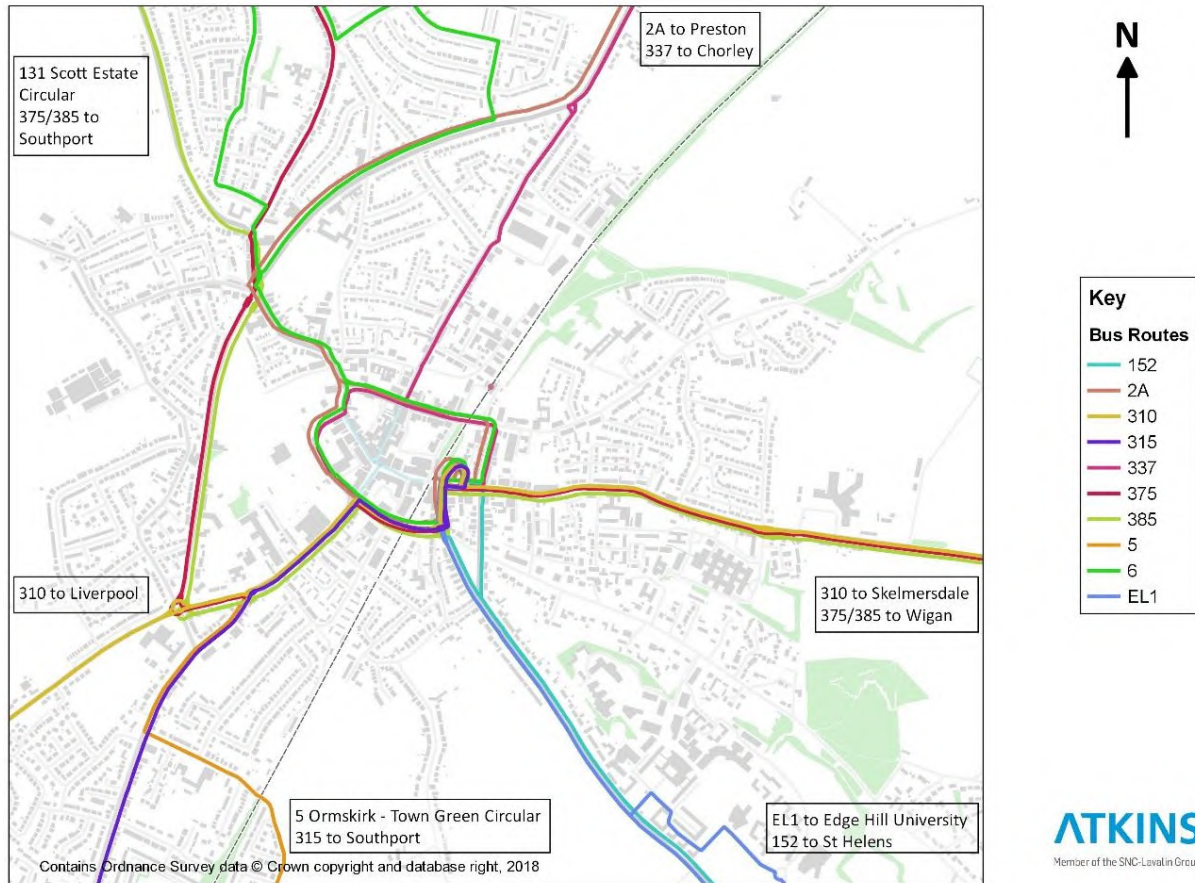 2A to Preston
337 to Chorley
131 Scott Estate
Circular
375/385 to
Southport
310 to Liverpool
310 to Skelmersdale
375/385 to Wigan
5 Ormskirk - Town Green Circular
315 to Southport
EL1 to Edge Hill University
152 to St Helens
Contains Ordnance Survey data © Crown copyright and database right, 2018
N
Key
Bus Routes
152
2A
310
315
337
375
385
5
6
EL1
ATKINS
Member of the SNC-Lavalin Group